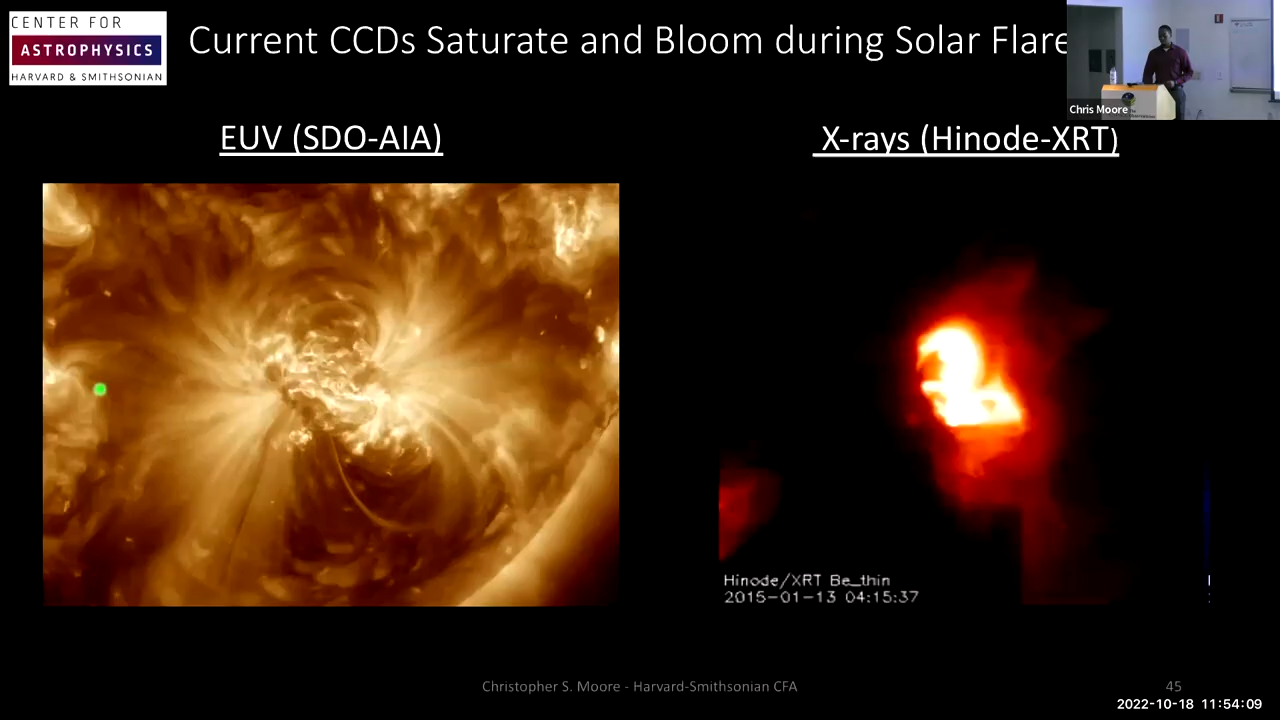 CENTER FOR
ASTROPHYSICS
HARVARD & SMITHSONIAN
Current CCDs Saturate and Bloom during Solar Flare
Chris Moore
EUV (SDO-AIA)
X-rays (Hinode-XRT)
Hinode/XRT Be_thin
2015-01-13 04:15:37
Christopher S. Moore - Harvard-Smithsonian CFA
45
2022-10-18 11:54:09